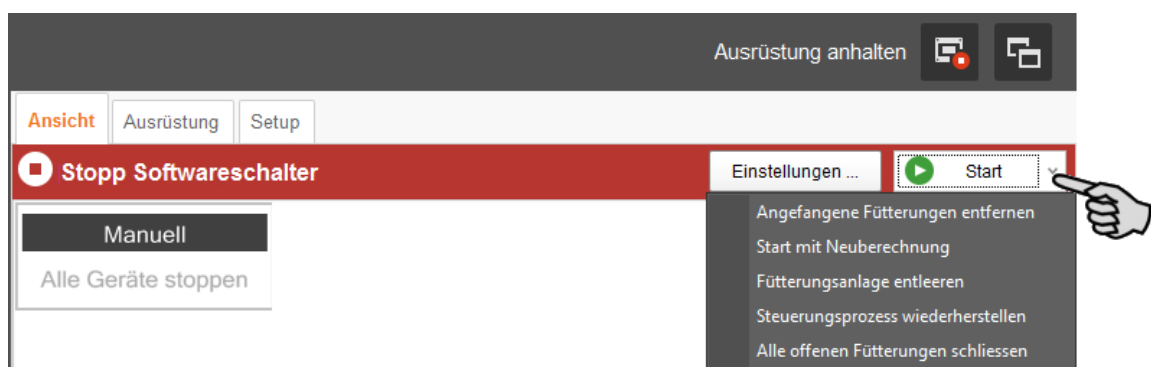 Ausrüstung anhalten
Ansicht Ausrüstung Setup
Stopp Softwareschalter Einstellungen ... Start
Manuell
Alle Geräte stoppen
Angefangene Fütterungen entfernen
Start mit Neuberechnung
Fütterungsanlage entleeren
Steuerungsprozess wiederherstellen
Alle offenen Fütterungen schliessen